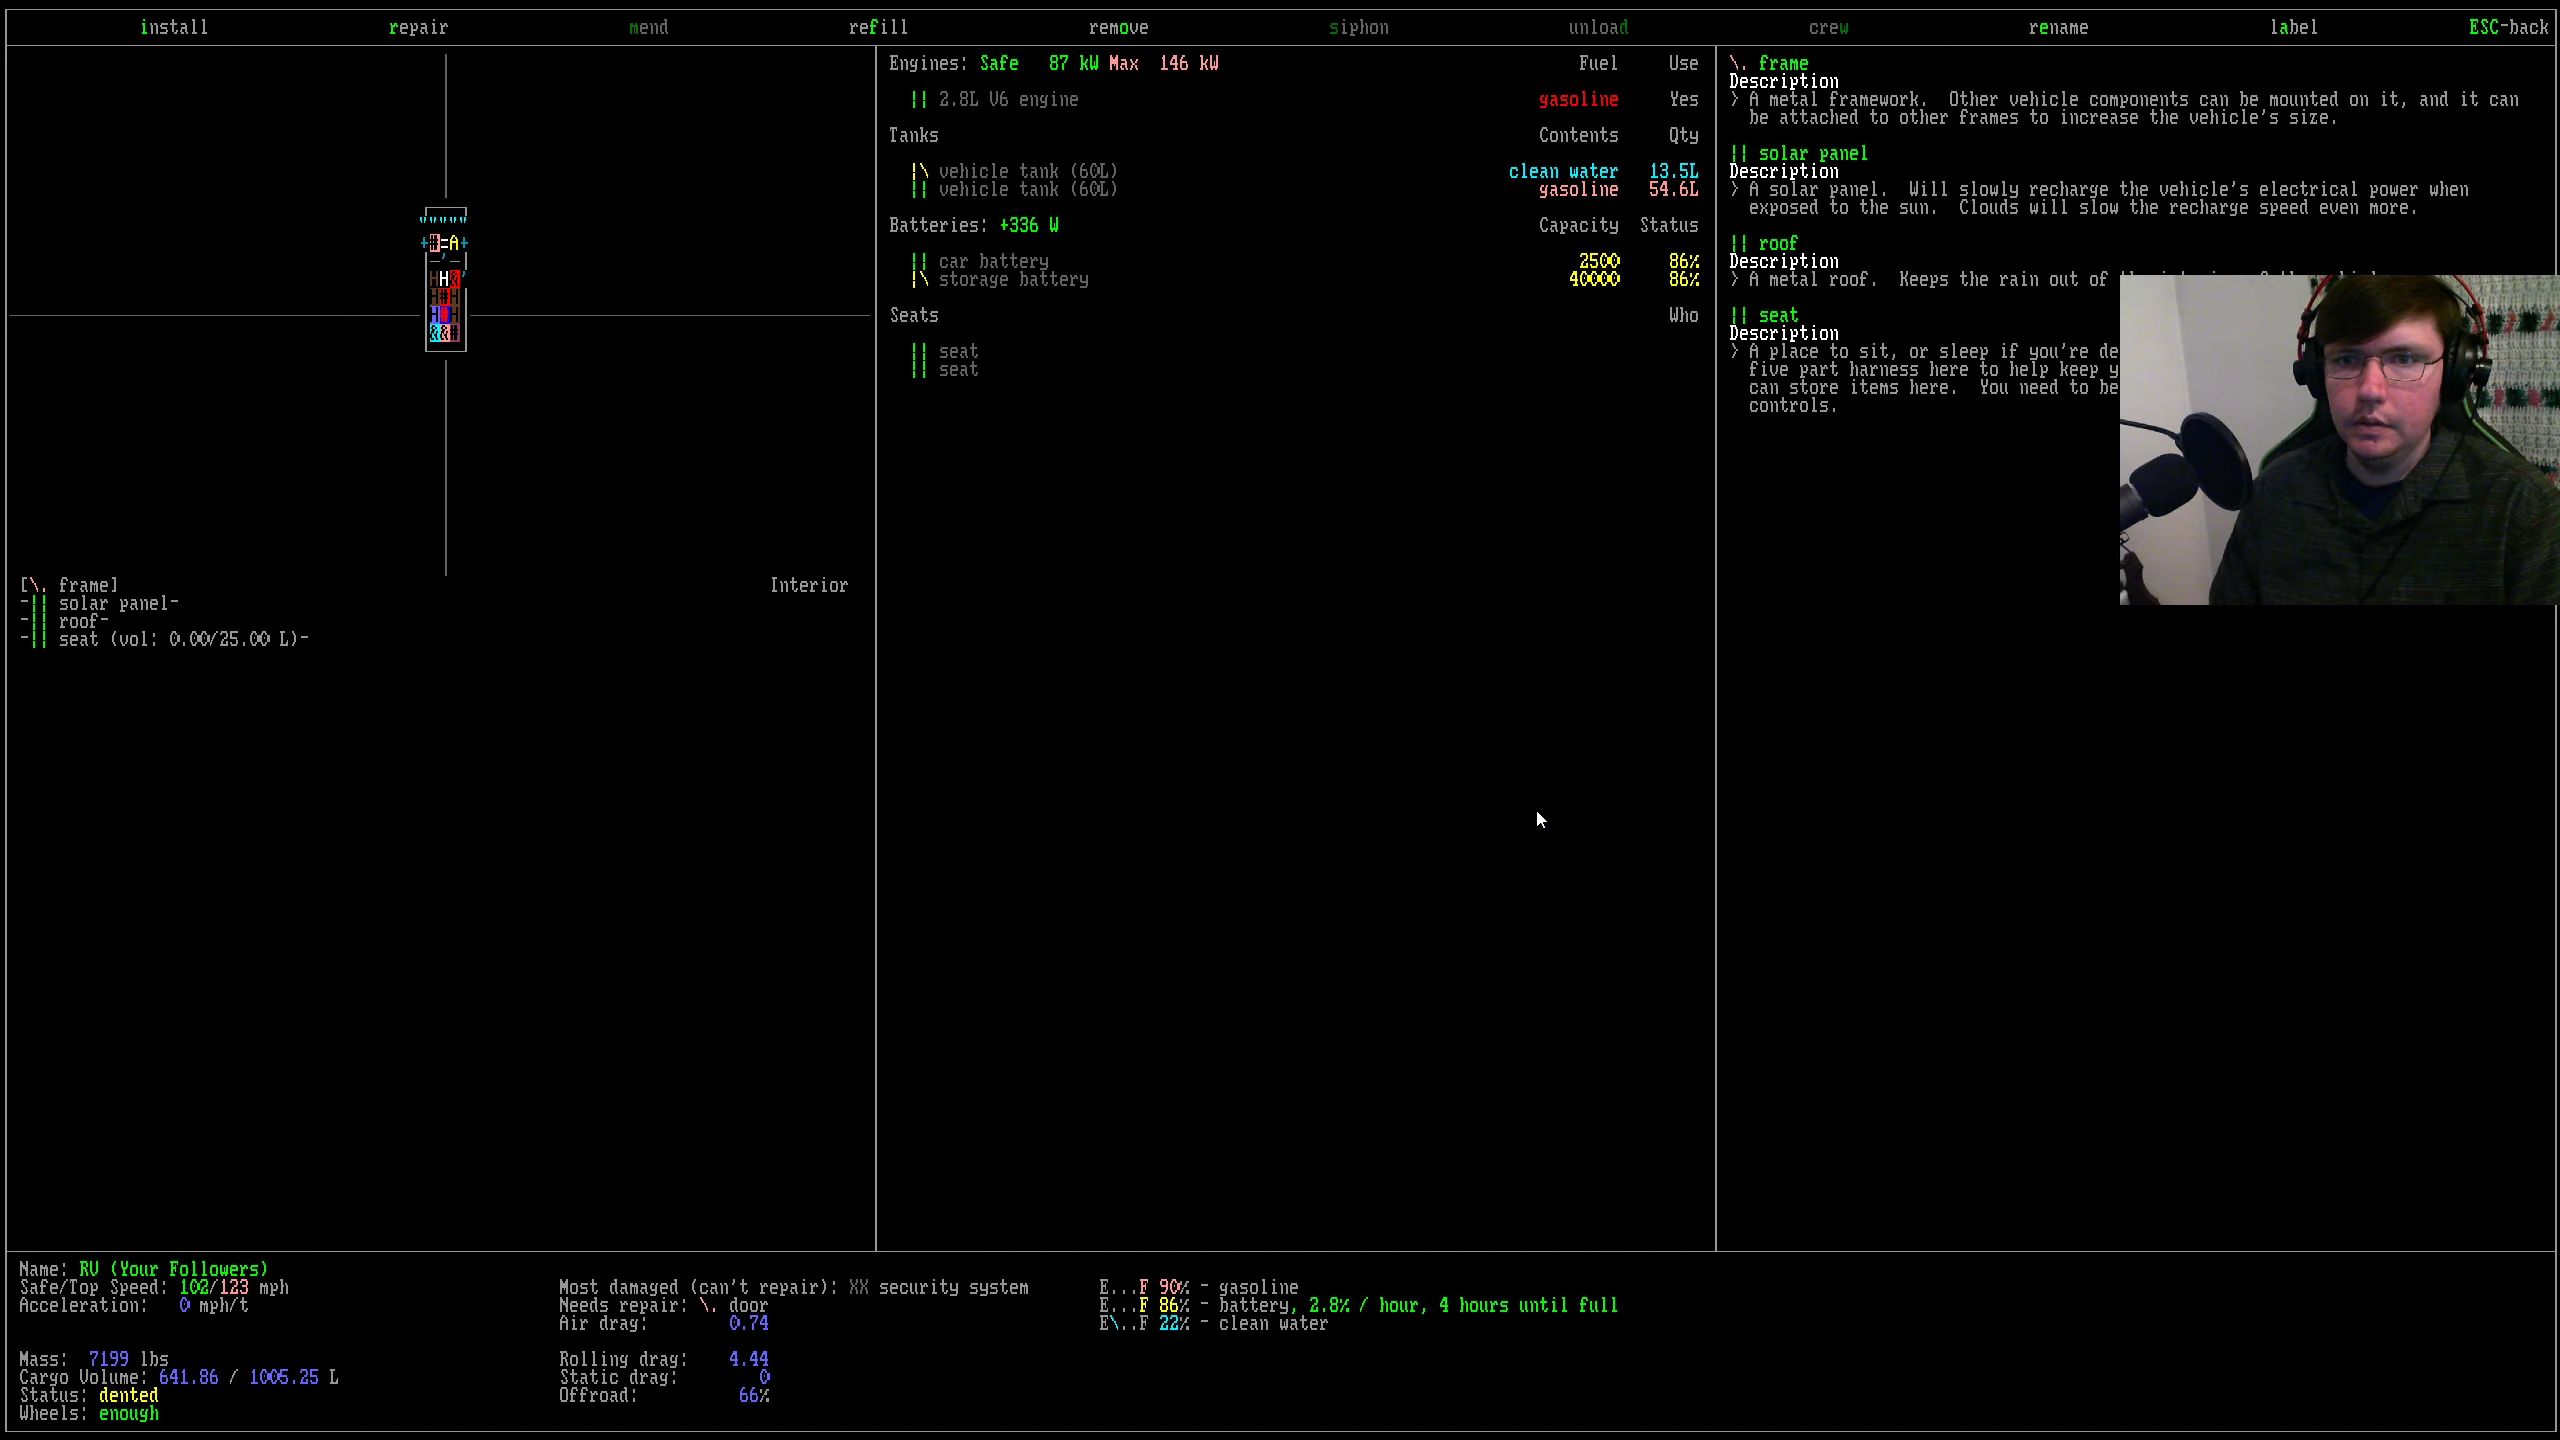 install repair mend refill remove siphon unload crew rename label ESC-back
Engines: Safe 87 kW Max 146 kW Fuel Use
|| 2.8L V6 engine gasoline Yes
Tanks Contents Qty
|\ vehicle tank (60L) clean water 13.5L
|| vehicle tank (60L) gasoline 54.6L
Batteries: +336 W Capacity Status
|| car battery 2500 86%
|\ storage battery 40000 86%
Seats Who
|| seat
|| seat
\. frame
Description
> A metal framework. Other vehicle components can be mounted on it, and it can
be attached to other frames to increase the vehicle's size.
|| solar panel
Description
> A solar panel. Will slowly recharge the vehicle's electrical power when
exposed to the sun. Clouds will slow the recharge speed even more.
|| roof
Description
> A metal roof. Keeps the rain out of
|| seat
Description
> A place to sit, or sleep if you're de
five part harness here to help keep y
can store items here. You need to be
controls.
[\. frame] Interior
-|| solar panel-
-|| roof-
-|| seat (vol: 0.00/25.00 L)-
Name: RV (Your Followers)
Safe/Top Speed: 102/123 mph
Acceleration: 0 mph/t
Mass: 7199 lbs
Cargo Volume: 641.86 / 1005.25 L
Status: dented
Wheels: enough
Most damaged (can't repair): XX security system
Needs repair: \. door
Air drag: 0.74
Rolling drag: 4.44
Static drag: 0
Offroad: 66%
E...F 90% - gasoline
E...F 86% - battery, 2.8% / hour, 4 hours until full
E\..F 22% - clean water